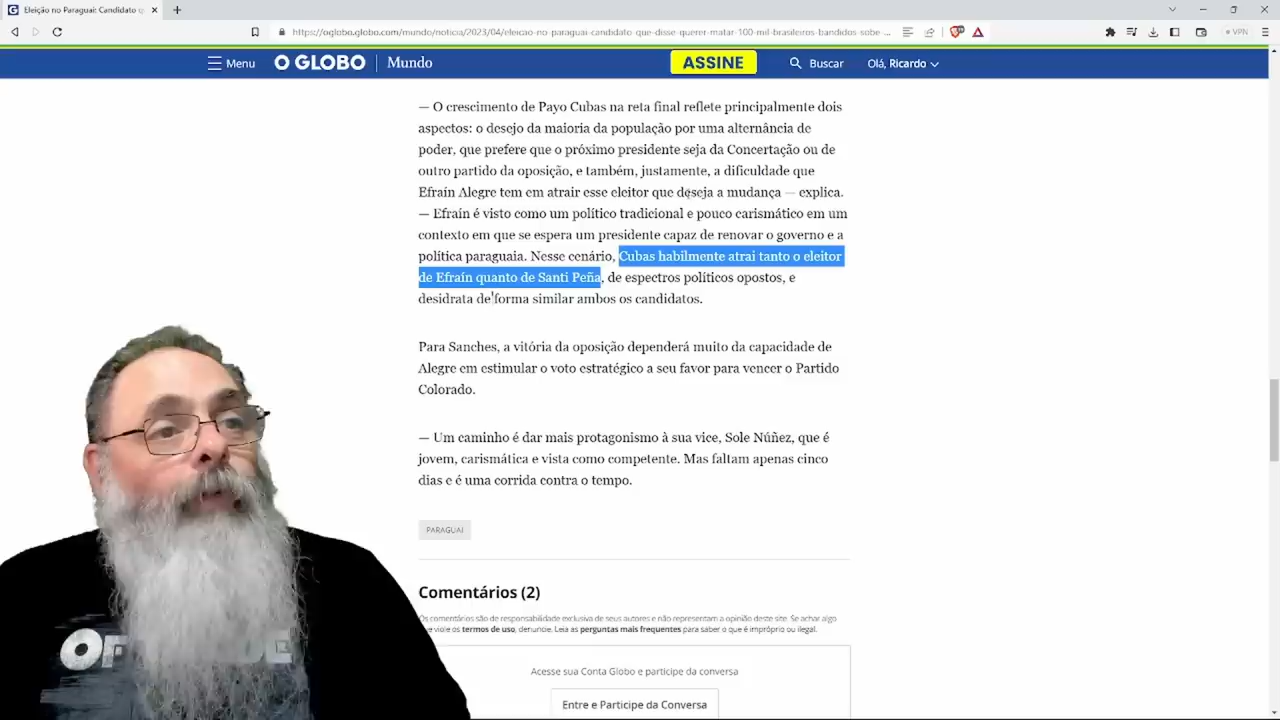 Eleição no Paraguai: Candidato q
https://oglobo.globo.com/mundo/noticia/2023/04/eleicao-no-paraguai-candidato-que-disse-querer-matar-100-mil-brasileiros-bandidos-sobe- ...
VPN
Menu
O GLOBO
Mundo
ASSINE
Buscar
Olá, Ricardo
— O crescimento de Payo Cubas na reta final reflete principalmente dois
aspectos: o desejo da maioria da população por uma alternância de
poder, que prefere que o próximo presidente seja da Concertação ou de
outro partido da oposição, e também, justamente, a dificuldade que
Efraín Alegre tem em atrair esse eleitor que deseja a mudança — explica.
— Efraín é visto como um político tradicional e pouco carismático em um
contexto em que se espera um presidente capaz de renovar o governo e a
política paraguaia. Nesse cenário, Cubas habilmente atrai tanto o eleitor
de Efraín quanto de Santi Peña, de espectros políticos opostos, e
desidrata de forma similar ambos os candidatos.
Para Sanches, a vitória da oposição dependerá muito da capacidade de
Alegre em estimular o voto estratégico a seu favor para vencer o Partido
Colorado.
— Um caminho é dar mais protagonismo à sua vice, Sole Núñez, que é
jovem, carismática e vista como competente. Mas faltam apenas cinco
dias e é uma corrida contra o tempo.
PARAGUAI
Comentários (2)
Os comentários são de responsabilidade exclusiva de seus autores e não representam a opinião deste site. Se achar algo
viole os termos de uso, denuncie. Leia as perguntas mais frequentes para saber o que é impróprio ou ilegal.
Acesse sua Conta Globo e participe da conversa
Entre e Participe da Conversa